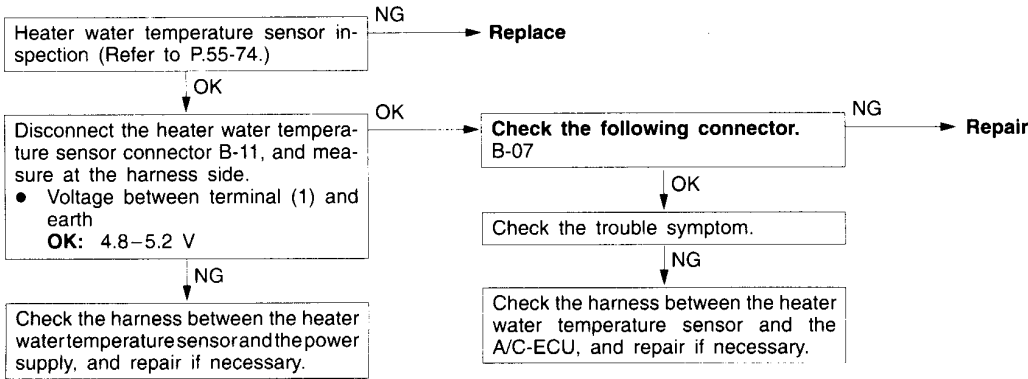 Heater water temperature sensor in-
spection (Refer to P.55-74.)
NG
Replace
OK
Disconnect the heater water tempera-
ture sensor connector B-11, and mea-
sure at the harness side.
● Voltage between terminal (1) and
earth
OK: 4.8–5.2 V
OK
Check the following connector.
B-07
NG
Repair
OK
Check the trouble symptom.
NG
Check the harness between the heater
water temperature sensor and the power
supply, and repair if necessary.
NG
Check the harness between the heater
water temperature sensor and the
A/C-ECU, and repair if necessary.